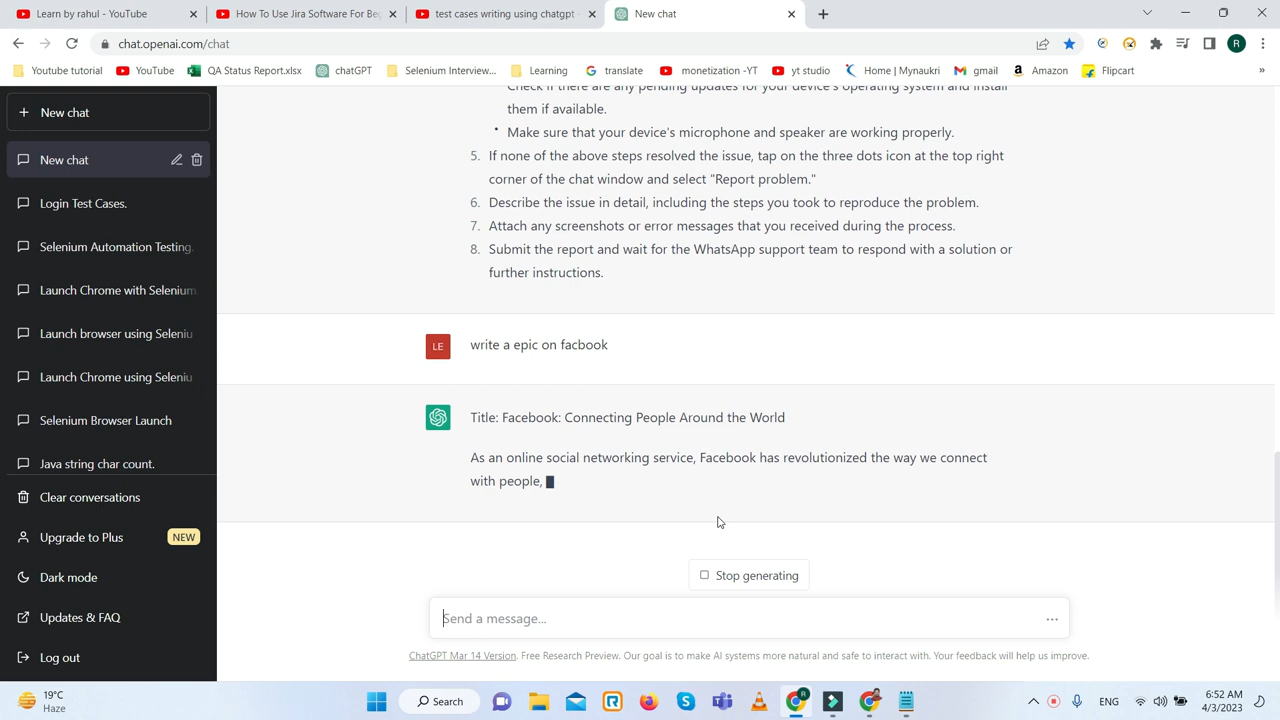 Learn by rahul - YouTube
How To Use Jira Software For Be
test cases writing using chatgpt -
New chat
chat.openai.com/chat
R
Youtube tutorial
YouTube
QA Status Report.xlsx
chatGPT
Selenium Interview...
Learning
translate
monetization -YT
yt studio
Home | Mynaukri
gmail
Amazon
Flipcart
»
New chat
New chat
Login Test Cases.
Selenium Automation Testing.
Launch Chrome with Selenium
Launch browser using Seleniu
Launch Chrome using Seleniu
Selenium Browser Launch
Java string char count.
Clear conversations
Upgrade to Plus
NEW
Dark mode
Updates & FAQ
Log out
Check if there are any pending updates for your device's operating system and install
them if available.
• Make sure that your device's microphone and speaker are working properly.
5. If none of the above steps resolved the issue, tap on the three dots icon at the top right
corner of the chat window and select "Report problem."
6. Describe the issue in detail, including the steps you took to reproduce the problem.
7. Attach any screenshots or error messages that you received during the process.
8. Submit the report and wait for the WhatsApp support team to respond with a solution or
further instructions.
LE
write a epic on facbook
Title: Facebook: Connecting People Around the World
As an online social networking service, Facebook has revolutionized the way we connect
with people,
Stop generating
Send a message...
ChatGPT Mar 14 Version. Free Research Preview. Our goal is to make AI systems more natural and safe to interact with. Your feedback will help us improve.
19°C
Haze
Search
ENG
6:52 AM
4/3/2023